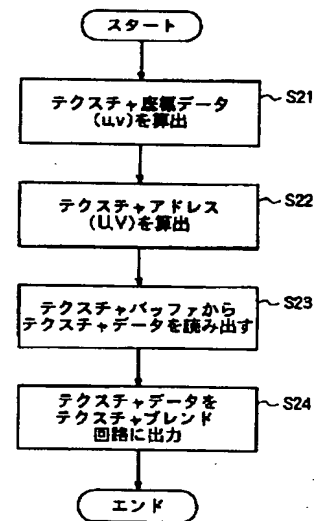 スタート
テクスチャ座標データ
(u,v)を算出
S21
テクスチャアドレス
(U,V)を算出
S22
テクスチャバッファから
テクスチャデータを読み出す
S23
テクスチャデータを
テクスチャブレンド
回路に出力
S24
エンド